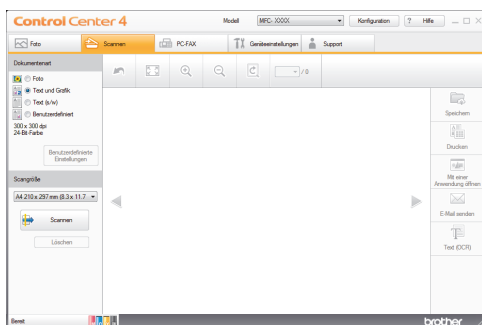 Control Center 4
Modell
MFC- XXXX
Konfiguration
?
Hilfe
Foto
Scannen
PC-FAX
Geräteeinstellungen
Support
Dokumentenart
Foto
Text und Grafik
Text (s/w)
Benutzerdefiniert
300 x 300 dpi
24-Bit-Farbe
Benutzerdefinierte
Einstellungen
Scangröße
A4 210 x 297 mm (8.3 x 11.7
Scannen
Löschen
/ 0
Speichern
Drucken
Mit einer
Anwendung öffnen
E-Mail senden
Text (OCR)
Bereit
brother